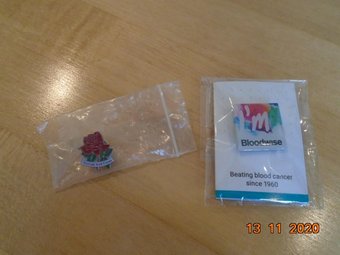 Bloodwise
Beating blood cancer
since 1960
13 11 2020